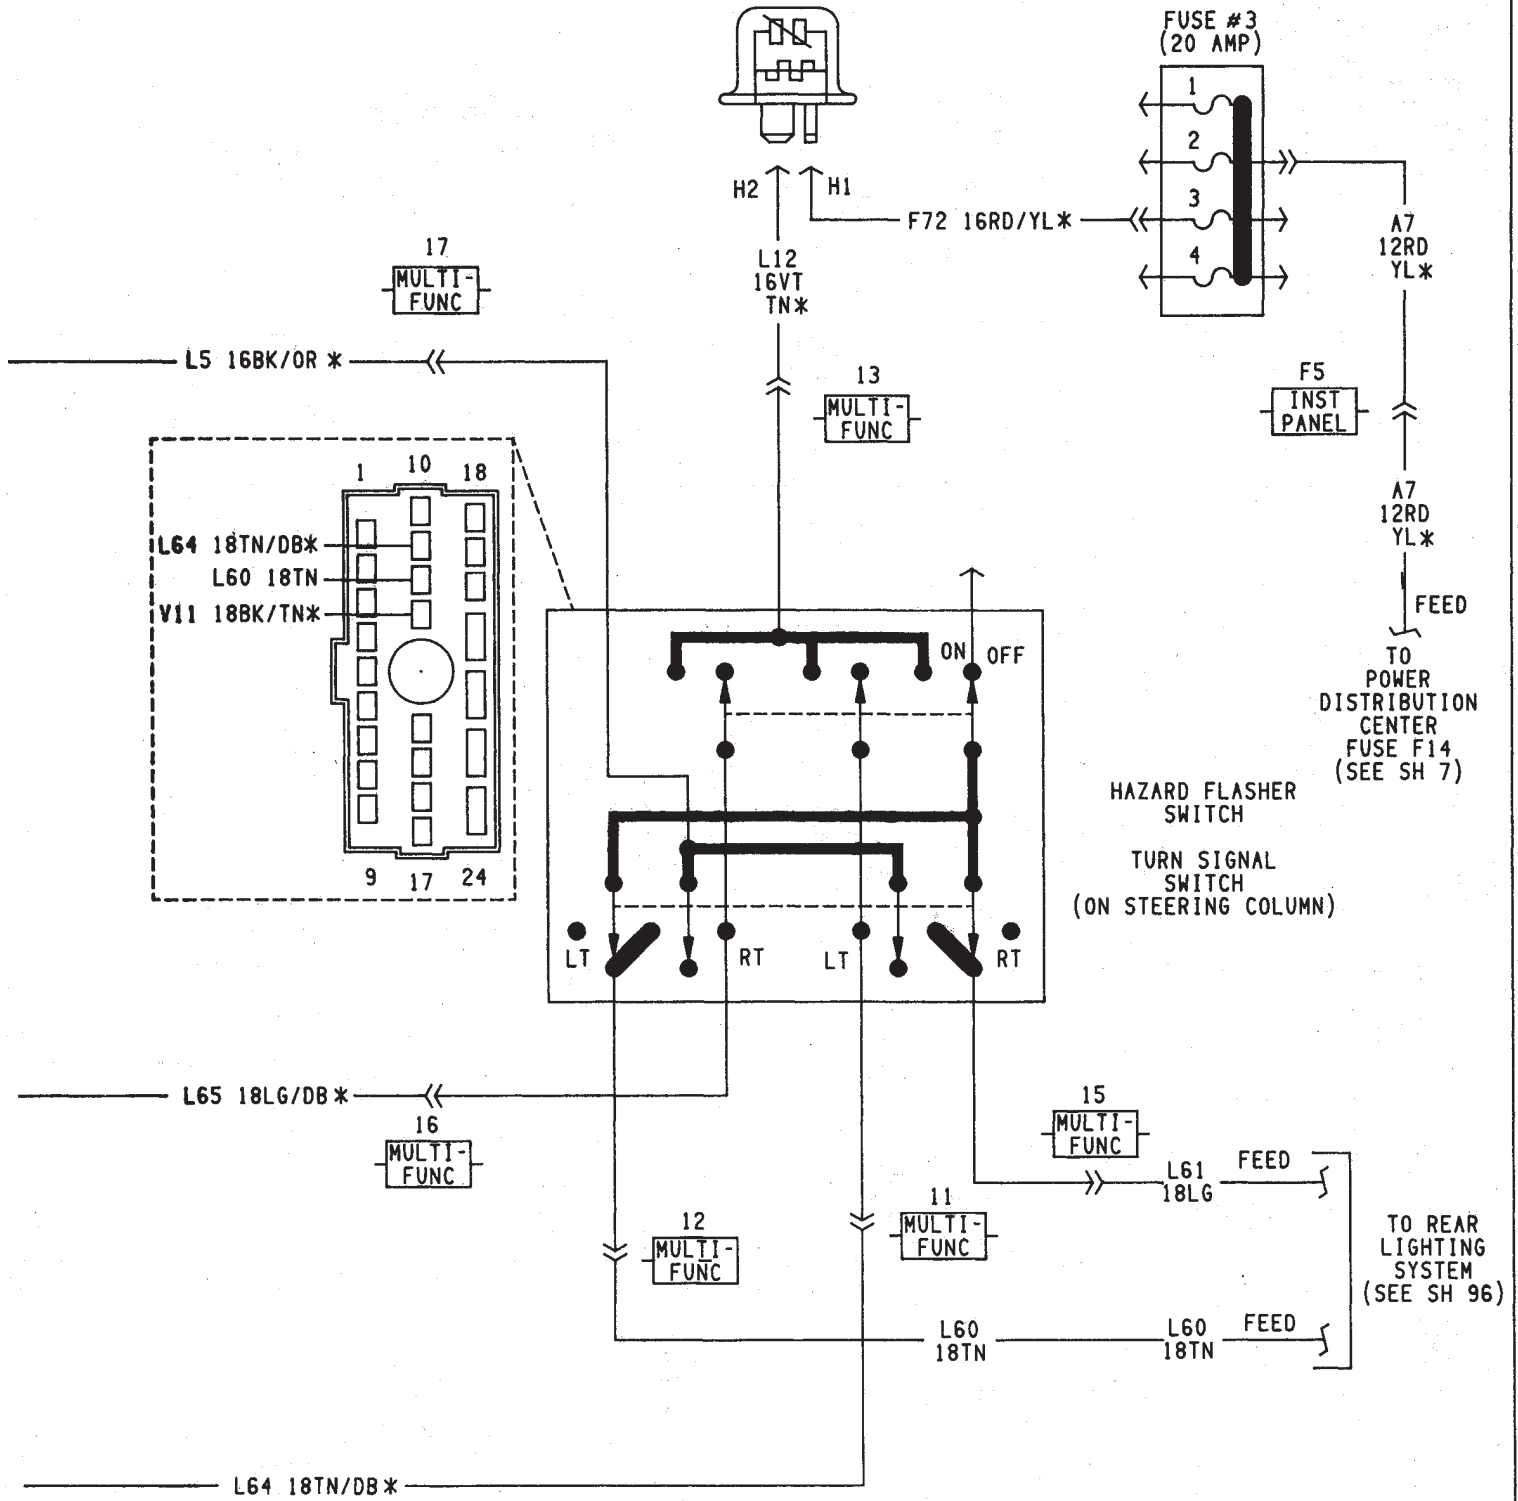 FUSE #3
(20 AMP)
1
2
3
4
H2
H1
F72 16RD/YL*
A7
12RD
YL*
L12
16VT
TN*
17
MULTI-
FUNC
L5 16BK/OR *
13
MULTI-
FUNC
F5
INST
PANEL
A7
12RD
YL*
FEED
TO
POWER
DISTRIBUTION
CENTER
FUSE F14
(SEE SH 7)
1
10
18
L64 18TN/DB*
L60 18TN
V11 18BK/TN*
9
17
24
ON
OFF
HAZARD FLASHER
SWITCH
TURN SIGNAL
SWITCH
(ON STEERING COLUMN)
LT
RT
LT
RT
L65 18LG/DB *
16
MULTI-
FUNC
15
MULTI-
FUNC
L61
18LG
FEED
12
MULTI-
FUNC
11
MULTI-
FUNC
TO REAR
LIGHTING
SYSTEM
(SEE SH 96)
L60
18TN
L60
18TN
FEED
L64 18TN/DB*